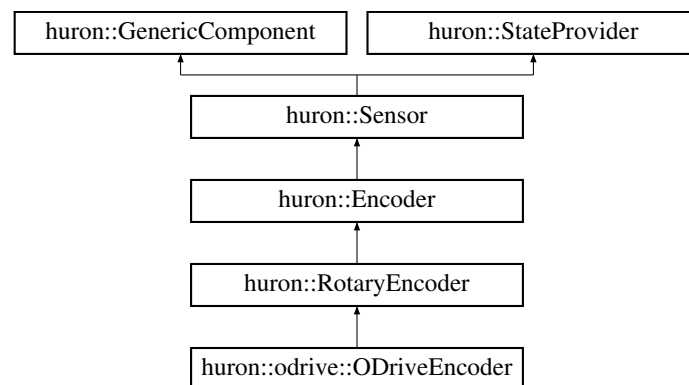 huron::GenericComponent
huron::StateProvider
huron::Sensor
huron::Encoder
huron::RotaryEncoder
huron::odrive::ODriveEncoder